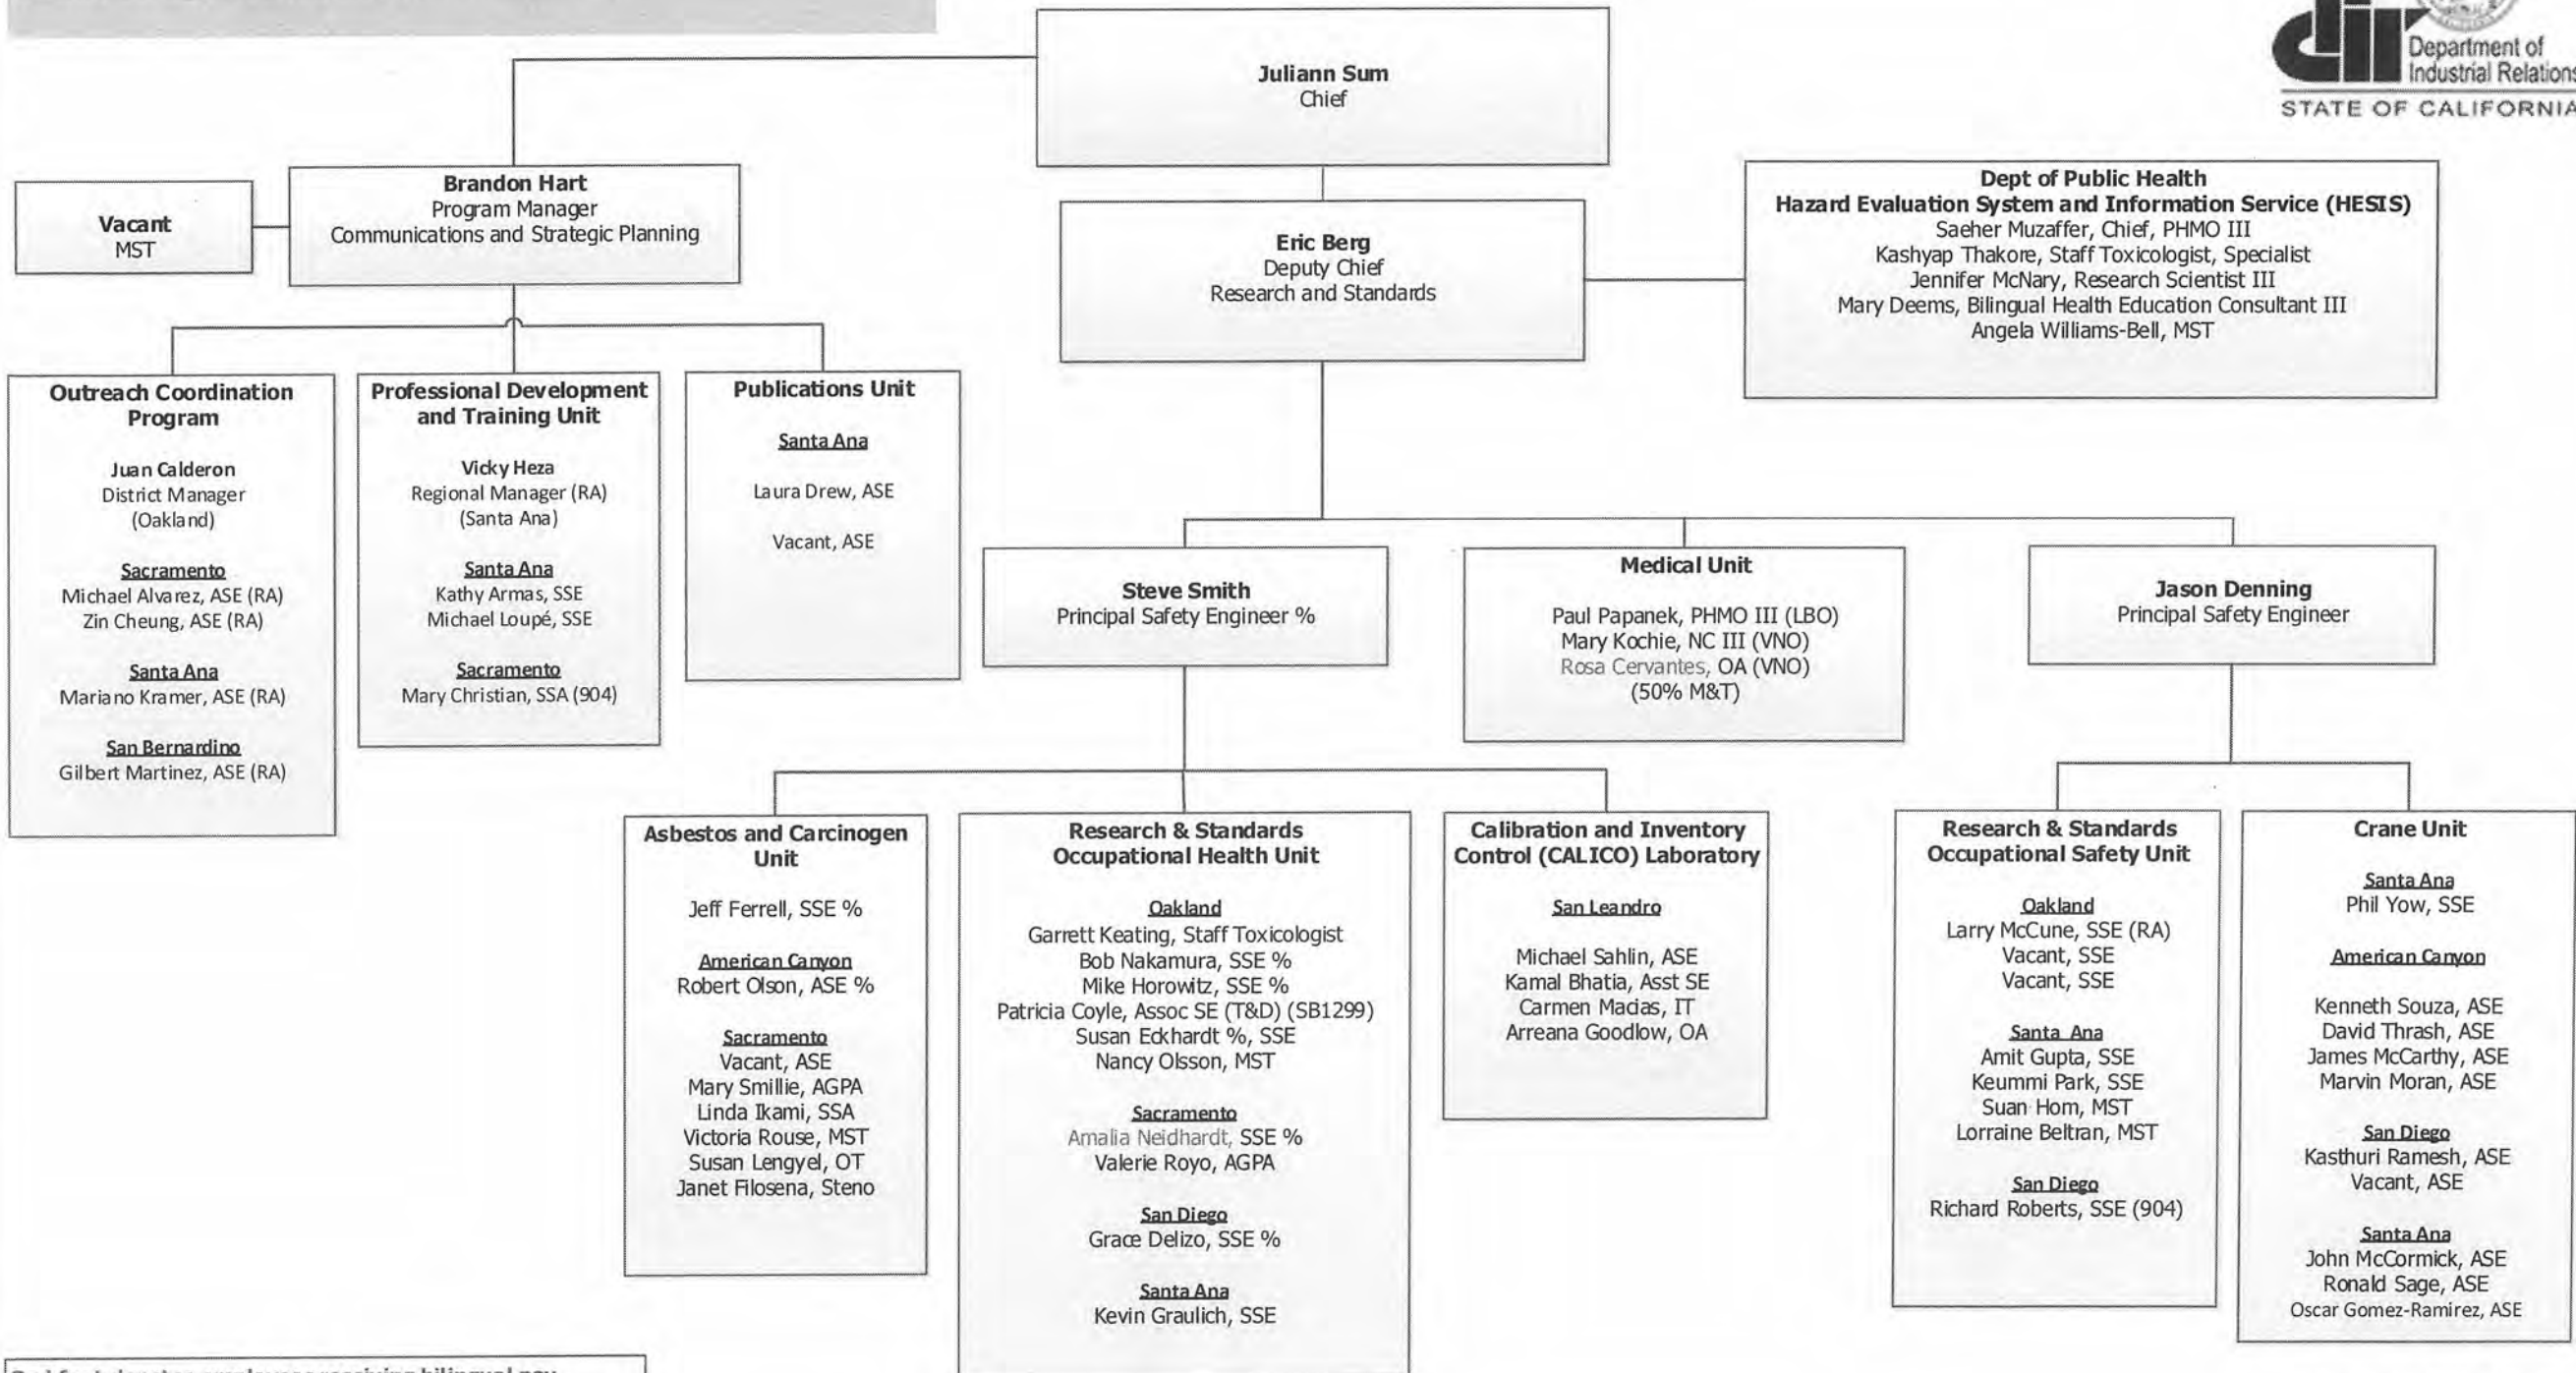 Department of
Industrial Relations
STATE OF CALIFORNIA
Juliann Sum
Chief
Vacant
MST
Brandon Hart
Program Manager
Communications and Strategic Planning
Eric Berg
Deputy Chief
Research and Standards
Dept of Public Health
Hazard Evaluation System and Information Service (HESIS)
Saeher Muzaffer, Chief, PHMO III
Kashyap Thakore, Staff Toxicologist, Specialist
Jennifer McNary, Research Scientist III
Mary Deems, Bilingual Health Education Consultant III
Angela Williams-Bell, MST
Outreach Coordination
Program
Juan Calderon
District Manager
(Oakland)
Sacramento
Michael Alvarez, ASE (RA)
Zin Cheung, ASE (RA)
Santa Ana
Mariano Kramer, ASE (RA)
San Bernardino
Gilbert Martinez, ASE (RA)
Professional Development
and Training Unit
Vicky Heza
Regional Manager (RA)
(Santa Ana)
Santa Ana
Kathy Armas, SSE
Michael Loupé, SSE
Sacramento
Mary Christian, SSA (904)
Publications Unit
Santa Ana
Laura Drew, ASE
Vacant, ASE
Steve Smith
Principal Safety Engineer %
Medical Unit
Paul Papanek, PHMO III (LBO)
Mary Kochie, NC III (VNO)
Rosa Cervantes, OA (VNO)
(50% M&T)
Jason Denning
Principal Safety Engineer
Asbestos and Carcinogen
Unit
Jeff Ferrell, SSE %
American Canyon
Robert Olson, ASE %
Sacramento
Vacant, ASE
Mary Smillie, AGPA
Linda Ikami, SSA
Victoria Rouse, MST
Susan Lengyel, OT
Janet Filosena, Steno
Research & Standards
Occupational Health Unit
Oakland
Garrett Keating, Staff Toxicologist
Bob Nakamura, SSE %
Mike Horowitz, SSE %
Patricia Coyle, Assoc SE (T&D) (SB1299)
Susan Eckhardt %, SSE
Nancy Olsson, MST
Sacramento
Amalia Neidhardt, SSE %
Valerie Royo, AGPA
San Diego
Grace Delizo, SSE %
Santa Ana
Kevin Graulich, SSE
Calibration and Inventory
Control (CALICO) Laboratory
San Leandro
Michael Sahlin, ASE
Kamal Bhatia, Asst SE
Carmen Macias, IT
Arreana Goodlow, OA
Research & Standards
Occupational Safety Unit
Oakland
Larry McCune, SSE (RA)
Vacant, SSE
Vacant, SSE
Santa Ana
Amit Gupta, SSE
Keummi Park, SSE
Suan Hom, MST
Lorraine Beltran, MST
San Diego
Richard Roberts, SSE (904)
Crane Unit
Santa Ana
Phil Yow, SSE
American Canyon
Kenneth Souza, ASE
David Thrash, ASE
James McCarthy, ASE
Marvin Moran, ASE
San Diego
Kasthuri Ramesh, ASE
Vacant, ASE
Santa Ana
John McCormick, ASE
Ronald Sage, ASE
Oscar Gomez-Ramirez, ASE